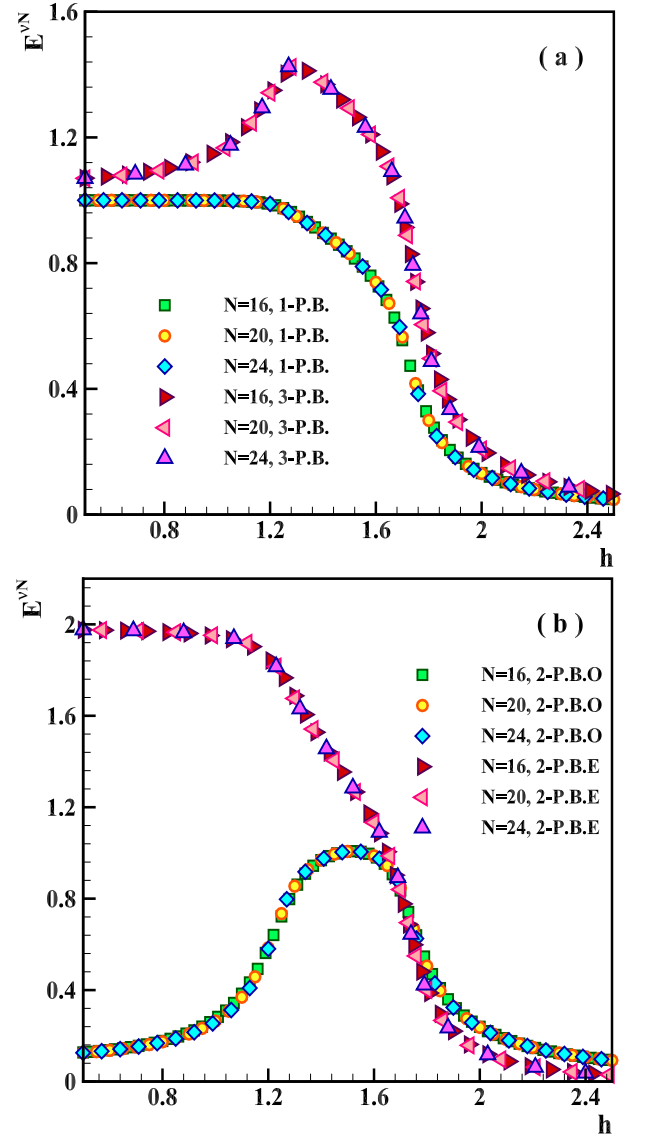 E^νN
1.6
( a )
1.2
0.8
N=16, 1-P.B.
N=20, 1-P.B.
N=24, 1-P.B.
N=16, 3-P.B.
N=20, 3-P.B.
N=24, 3-P.B.
0.4
0
0.8 1.2 1.6 2 2.4
h
E^νN
2
( b )
N=16, 2-P.B.O
N=20, 2-P.B.O
N=24, 2-P.B.O
N=16, 2-P.B.E
N=20, 2-P.B.E
N=24, 2-P.B.E
1.6
1.2
0.8
0.4
0
0.8 1.2 1.6 2 2.4
h